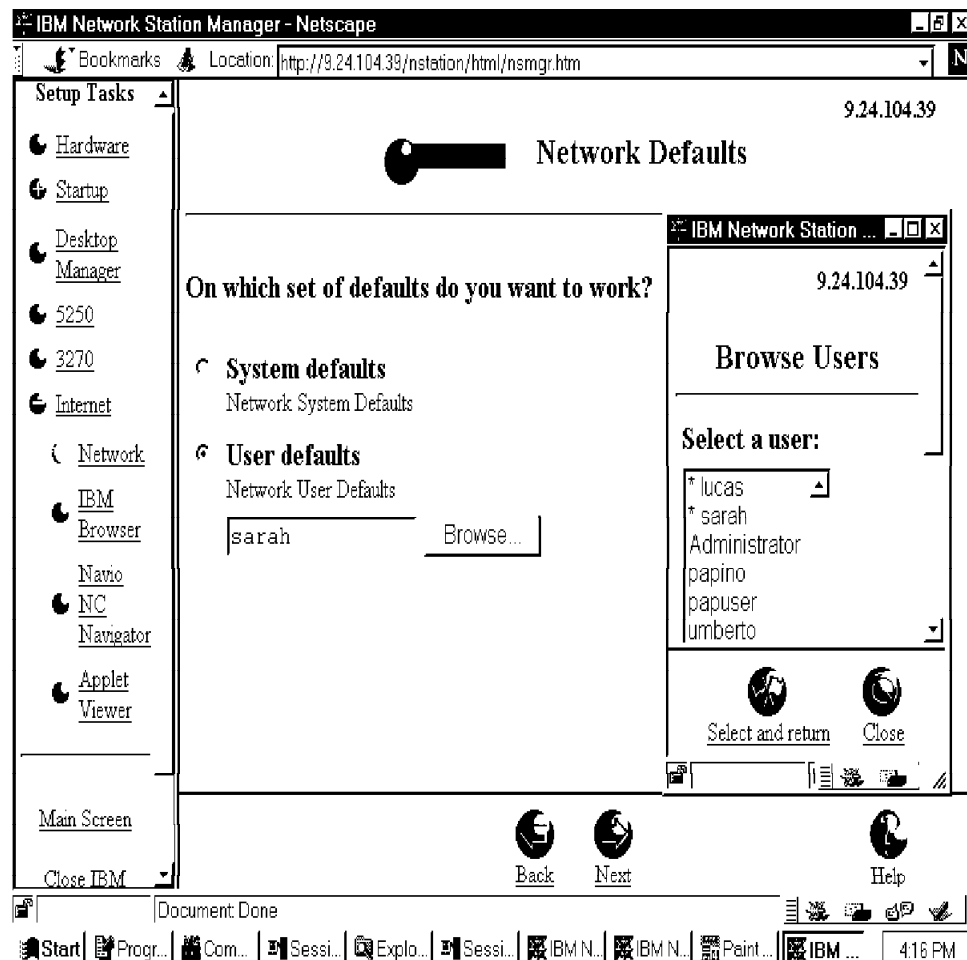 IBM Network Station Manager - Netscape
Bookmarks Location: http://9.24.104.39/nstation/html/nsmgr.htm
N
Setup Tasks
Hardware
Startup
Desktop
Manager
5250
3270
Internet
Network
IBM
Browser
Navio
NC
Navigator
Applet
Viewer
Main Screen
Close IBM
9.24.104.39
Network Defaults
On which set of defaults do you want to work?
System defaults
Network System Defaults
User defaults
Network User Defaults
sarah Browse...
IBM Network Station ...
9.24.104.39
Browse Users
Select a user:
* lucas
* sarah
Administrator
papino
papuser
umberto
Select and return Close
Back Next Help
Document: Done
Start Progr... Com... Sessi... Explo... Sessi... IBM N... IBM N... Paint ... IBM ... 4:16 PM